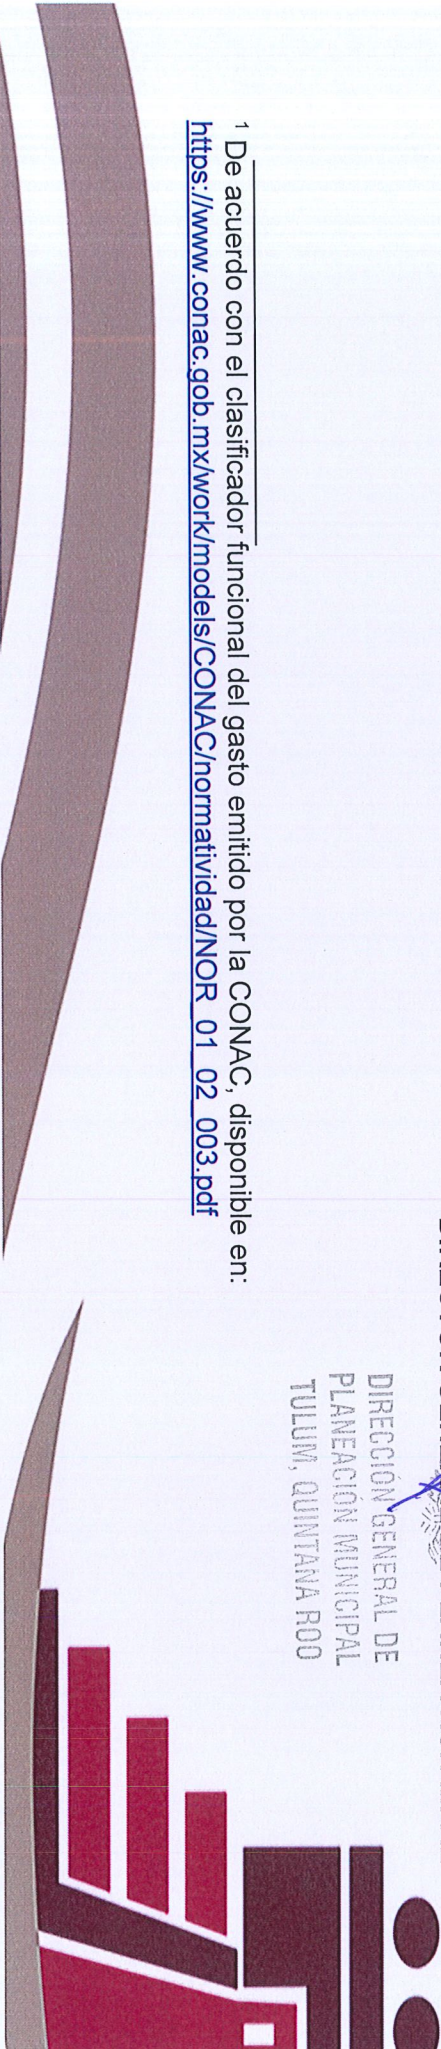 DIRECCIÓN GENERAL DE
PLANEACIÓN MUNICIPAL
TULUM, QUINTANA ROO
¹ De acuerdo con el clasificador funcional del gasto emitido por la CONAC, disponible en:
https://www.conac.gob.mx/work/models/CONAC/normatividad/NOR_01_02_003.pdf